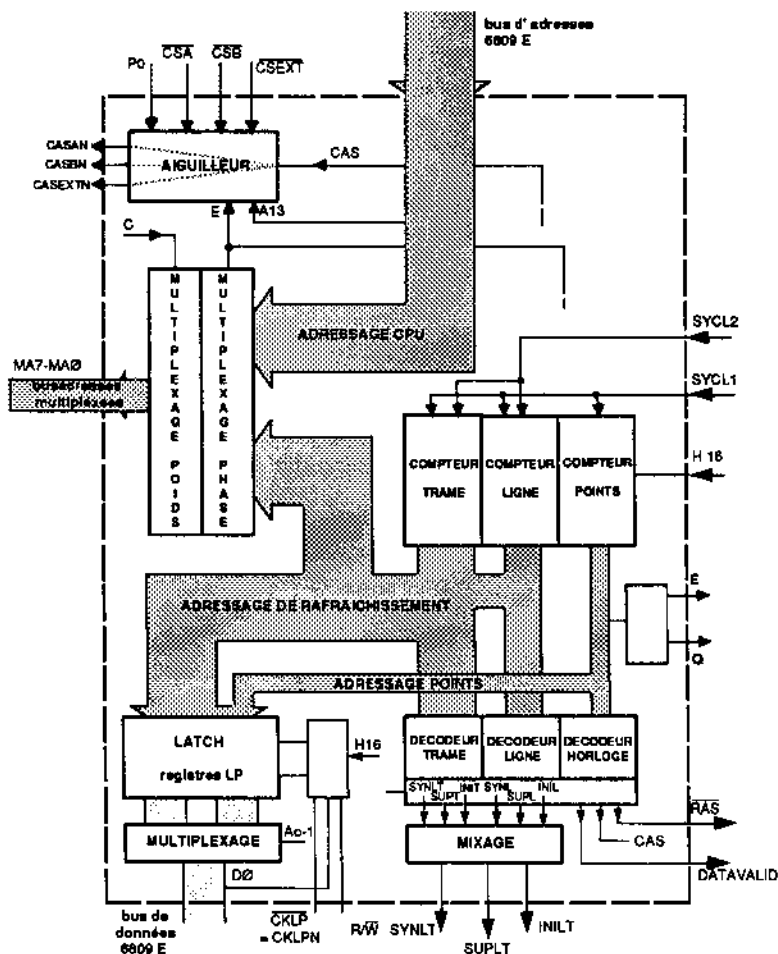 bus d'adresses
6809 E
P0
CSA
CSB
CSEXT
CASAN
CASBN
CASEXTN
AIGUILLEUR
CAS
E
A13
C
MULTIPLEXAGE POIDS
MULTIPLEXAGE PHASE
ADRESSAGE CPU
MA7-MAØ
bus adresses
multiplexées
SYCL2
SYCL1
H 16
COMPTEUR
TRAME
COMPTEUR
LIGNE
COMPTEUR
POINTS
E
Q
ADRESSAGE DE RAFRAICHISSEMENT
ADRESSAGE POINTS
LATCH
registres LP
H16
DECODEUR
TRAME
DECODEUR
LIGNE
DECODEUR
HORLOGE
SYNLT
SUPT
INIT
SYNL
SUPL
INIL
RAS
CAS
DATAVALID
MULTIPLEXAGE
Ao-1
MIXAGE
DØ
bus de
données
6809 E
CKLP
= CKLPN
R/W
SYNLT
SUPLT
INILT